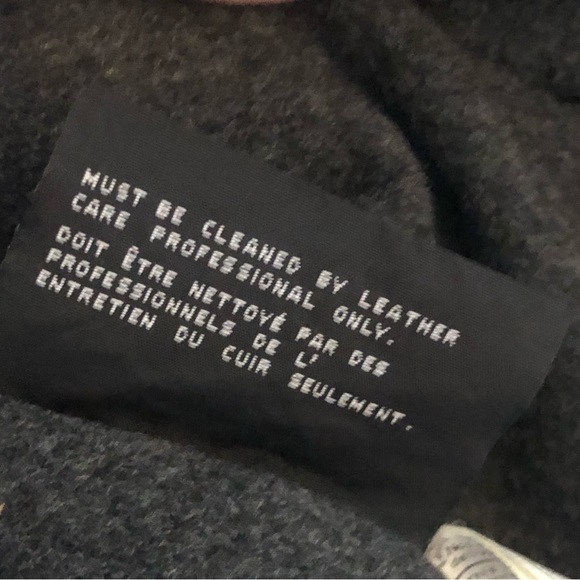 MUST BE CLEANED BY LEATHER
CARE PROFESSIONAL ONLY.
DOIT ÊTRE NETTOYÉ PAR DES
PROFESSIONNELS DE L'
ENTRETIEN DU CUIR SEULEMENT.